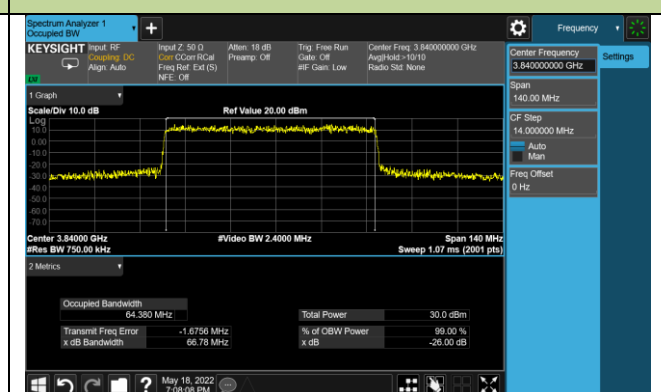 Spectrum Analyzer 1
Occupied BW
+
Frequency
KEYSIGHT
Input: RF
Coupling: DC
Align: Auto
Input Z: 50 Ω
Corr CCorr RCal
Freq Ref: Ext (S)
NFE: Off
Atten: 18 dB
Preamp: Off
Trig: Free Run
Gate: Off
#IF Gain: Low
Center Freq: 3.840000000 GHz
Avg|Hold:>10/10
Radio Std: None
Center Frequency
3.840000000 GHz
Settings
Span
140.00 MHz
CF Step
14.000000 MHz
Auto
Man
Freq Offset
0 Hz
1 Graph
Scale/Div 10.0 dB
Ref Value 20.00 dBm
Log
10.0
0.00
-10.0
-20.0
-30.0
-40.0
-50.0
-60.0
-70.0
Center 3.84000 GHz
#Video BW 2.4000 MHz
Span 140 MHz
#Res BW 750.00 kHz
Sweep 1.07 ms (2001 pts)
2 Metrics
Occupied Bandwidth
64.380 MHz
Total Power
30.0 dBm
Transmit Freq Error
-1.6756 MHz
% of OBW Power
99.00 %
x dB Bandwidth
66.78 MHz
x dB
-26.00 dB
?
May 18, 2022
7:08:08 PM